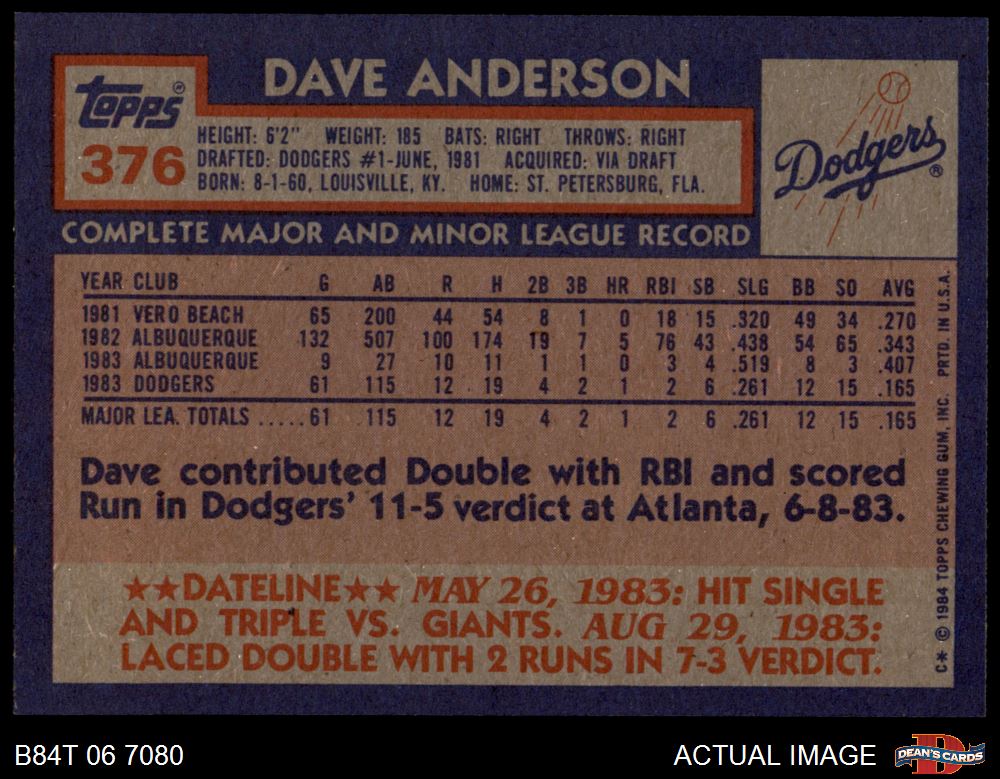 DAVE ANDERSON
Topps®
376
HEIGHT: 6'2" WEIGHT: 185 BATS: RIGHT THROWS: RIGHT
DRAFTED: DODGERS #1-JUNE, 1981 ACQUIRED: VIA DRAFT
BORN: 8-1-60, LOUISVILLE, KY. HOME: ST. PETERSBURG, FLA.
Dodgers®
COMPLETE MAJOR AND MINOR LEAGUE RECORD
YEAR CLUB G AB R H 2B 3B HR RBI SB SLG BB SO AVG
1981 VERO BEACH 65 200 44 54 8 1 0 18 15 .320 49 34 .270
1982 ALBUQUERQUE 132 507 100 174 19 7 5 76 43 .438 54 65 .343
1983 ALBUQUERQUE 9 27 10 11 1 1 0 3 4 .519 8 3 .407
1983 DODGERS 61 115 12 19 4 2 1 2 6 .261 12 15 .165
MAJOR LEA. TOTALS .....61 115 12 19 4 2 1 2 6 .261 12 15 .165
Dave contributed Double with RBI and scored
Run in Dodgers' 11-5 verdict at Atlanta, 6-8-83.
★★DATELINE★★ MAY 26, 1983: HIT SINGLE
AND TRIPLE VS. GIANTS. AUG 29, 1983:
LACED DOUBLE WITH 2 RUNS IN 7-3 VERDICT.
C* © 1984 TOPPS CHEWING GUM, INC. PRTD. IN U.S.A.
B84T 06 7080
ACTUAL IMAGE
DEAN'S CARDS